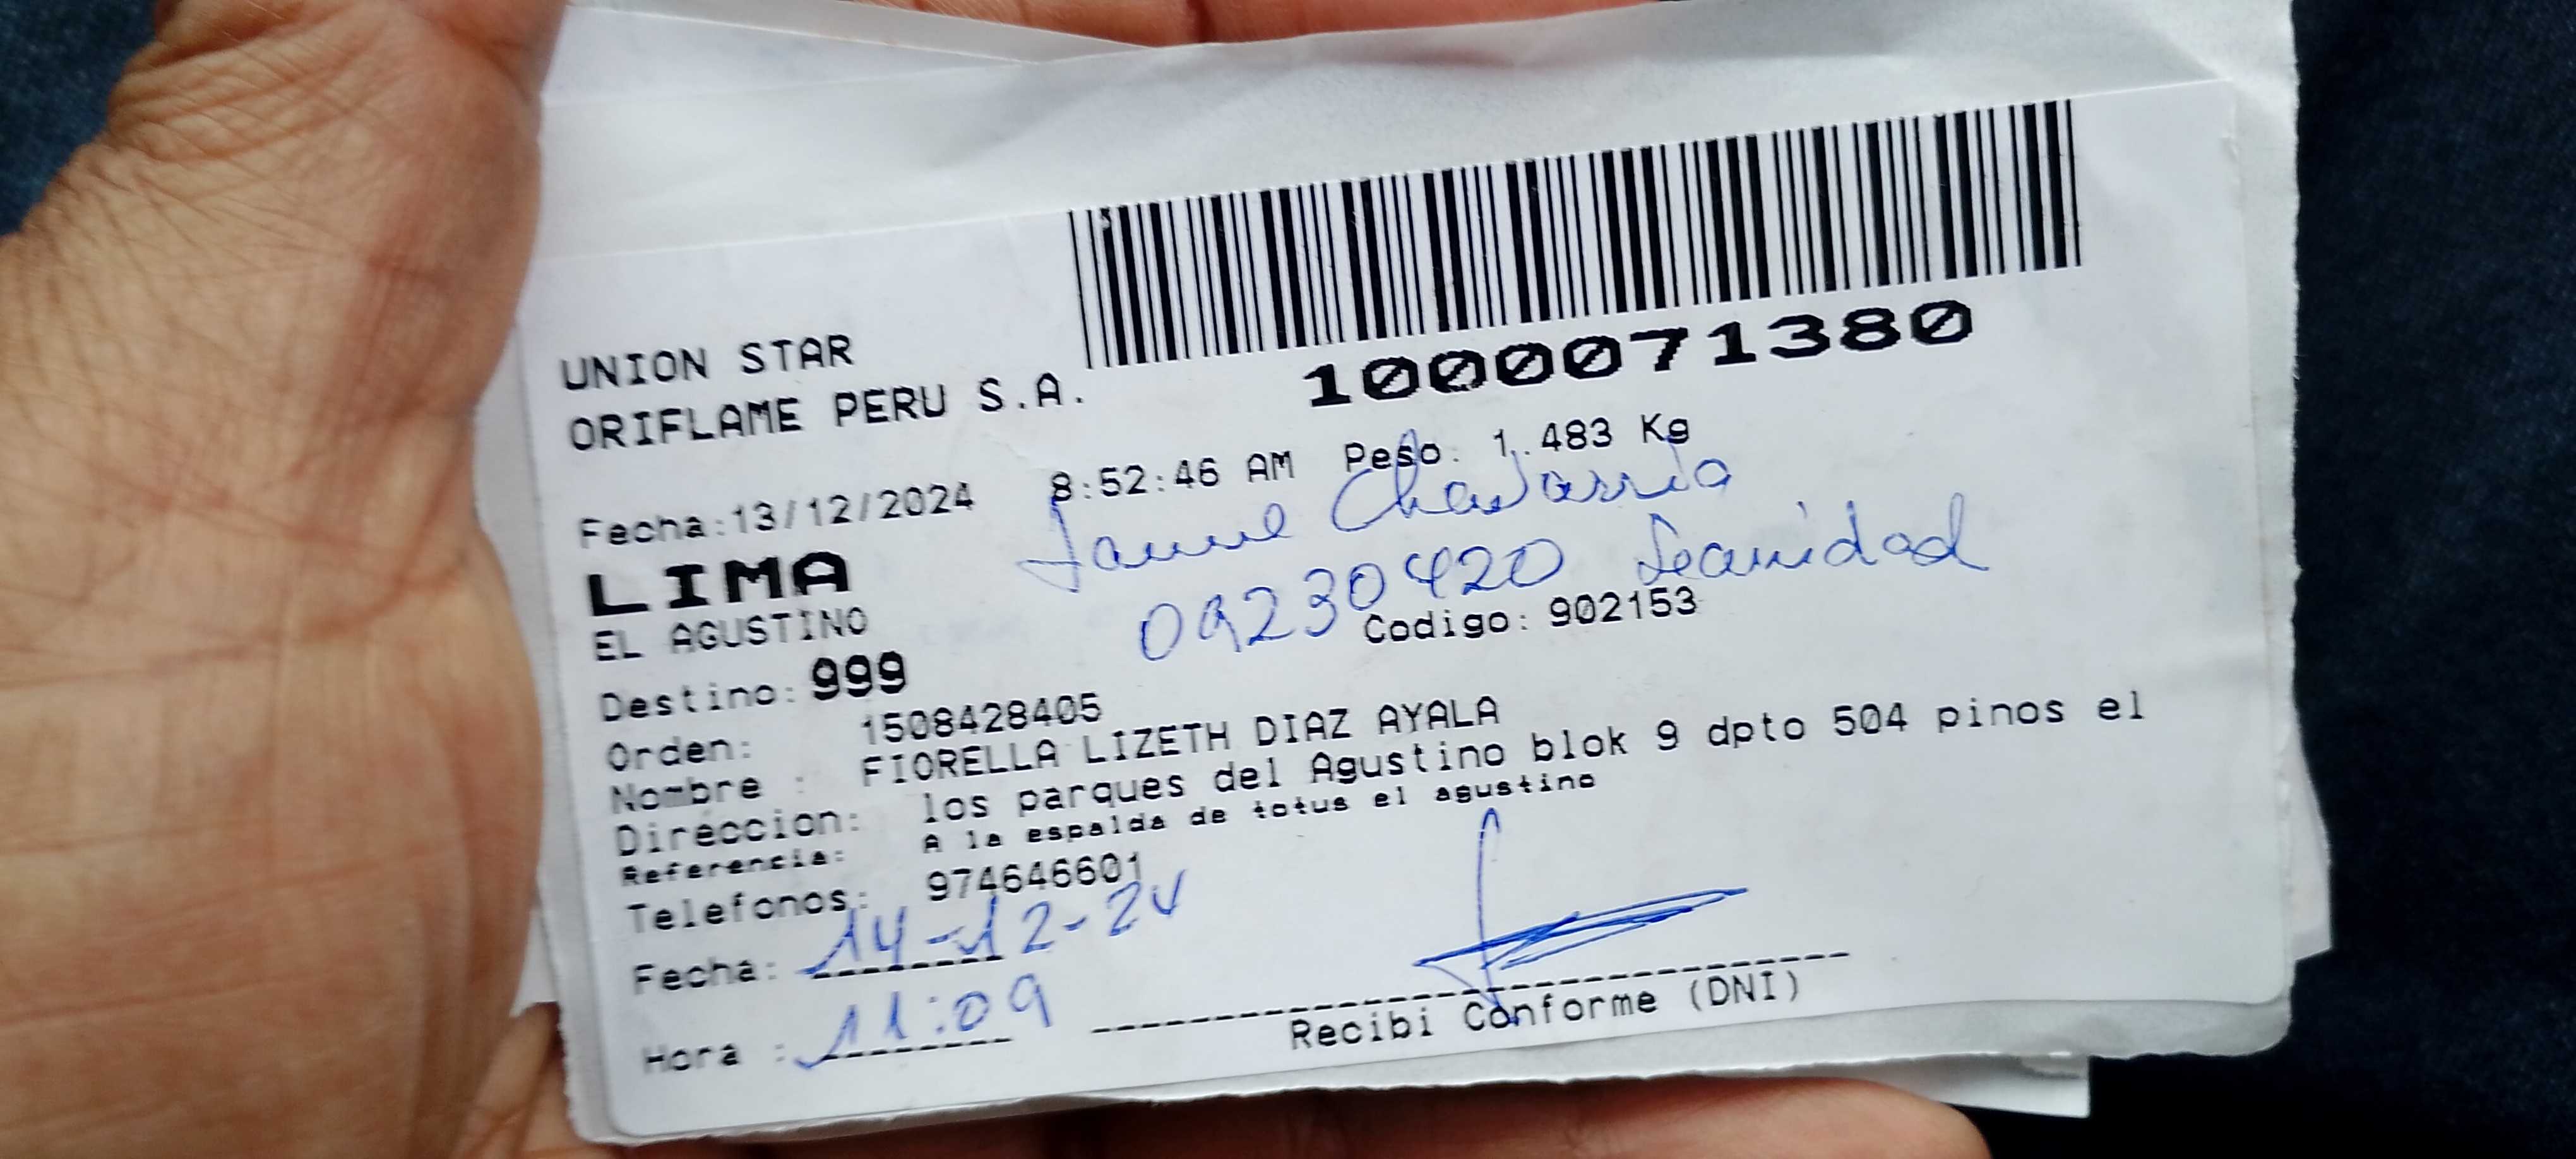 UNION STAR
ORIFLAME PERU S.A.
1000071380
Fecha:13/12/2024 8:52:46 AM Peso: 1.483 Kg
Chavarria
LIMA
09230420 Seguridad
EL AGUSTINO
Codigo: 902153
Destino: 999
Orden: 1508428405
Nombre : FIORELLA LIZETH DIAZ AYALA
Direccion: los parques del Agustino blok 9 dpto 504 pinos el
Referencia: A la espalda de totus el agustino
Telefonos: 974646601
Fecha: 14-12-24
Hora : 11:09
Recibi Conforme (DNI)